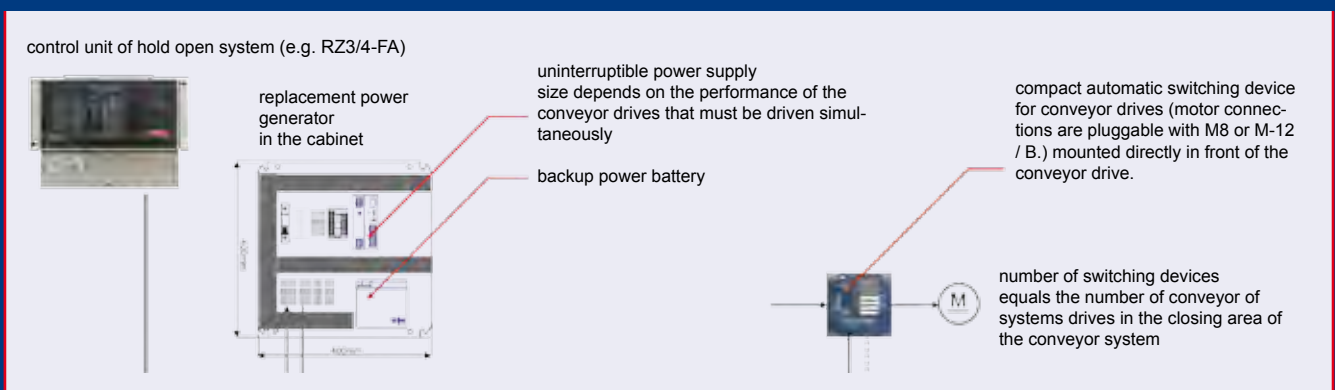 control unit of hold open system (e.g. RZ3/4-FA)
replacement power
generator
in the cabinet
uninterruptible power supply
size depends on the performance of the
conveyor drives that must be driven simul-
taneously
backup power battery
compact automatic switching device
for conveyor drives (motor connec-
tions are pluggable with M8 or M-12
/ B.) mounted directly in front of the
conveyor drive.
M
number of switching devices
equals the number of conveyor of
systems drives in the closing area of
the conveyor system
400mm
400mm